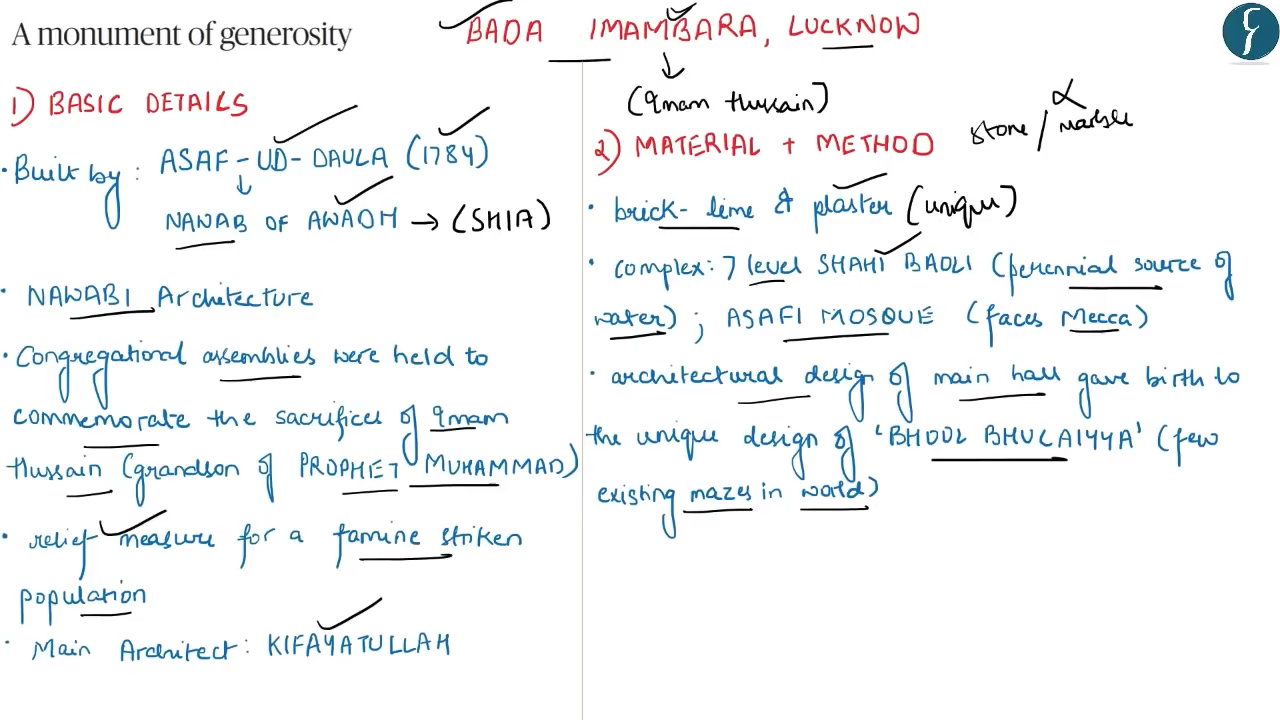 A monument of generosity
BADA IMAMBARA, LUCKNOW
(Imam Hussain)
1) BASIC DETAILS
• Built by: ASAF-UD-DAULA (1784)
NAWAB OF AWADH → (SHIA)
• NAWABI Architecture
• Congregational assemblies were held to
commemorate the sacrifices of Imam
Hussain (grandson of PROPHET MUHAMMAD)
• relief measure for a famine striken
population
• Main Architect: KIFAYATULLAH
stone / marble
2) MATERIAL + METHOD
• brick-lime & plaster (unique)
• complex: 7 level SHAHI BAOLI (perennial source of
water); ASAFI MOSQUE (faces Mecca)
• architectural design of main hall gave birth to
the unique design of 'BHOOL BHULAIYYA' (few
existing mazes in world)